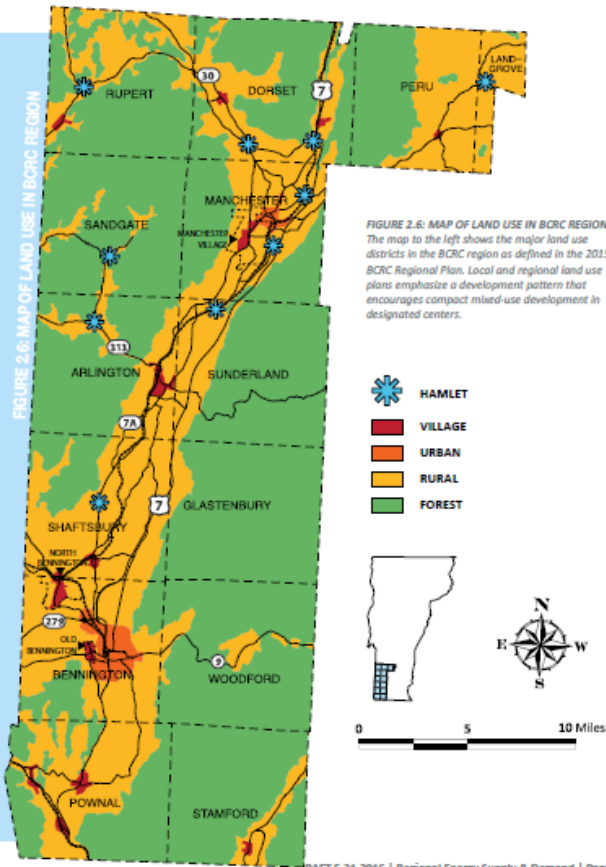 FIGURE 2.6: MAP OF LAND USE IN BCRC REGION
RUPERT
30
DORSET
7
PERU
LAND-
GROVE
MANCHESTER
MANCHESTER
VILLAGE
SANDGATE
313
ARLINGTON
SUNDERLAND
7A
7
GLASTENBURY
SHAFTSBURY
NORTH
BENNINGTON
279
OLD
BENNINGTON
BENNINGTON
9
WOODFORD
POWNAL
STAMFORD
FIGURE 2.6: MAP OF LAND USE IN BCRC REGION
The map to the left shows the major land use
districts in the BCRC region as defined in the 2015
BCRC Regional Plan. Local and regional land use
plans emphasize a development pattern that
encourages compact mixed-use development in
designated centers.
HAMLET
VILLAGE
URBAN
RURAL
FOREST
N
E W
S
0 5 10 Miles
Regional Energy Supply & Demand |